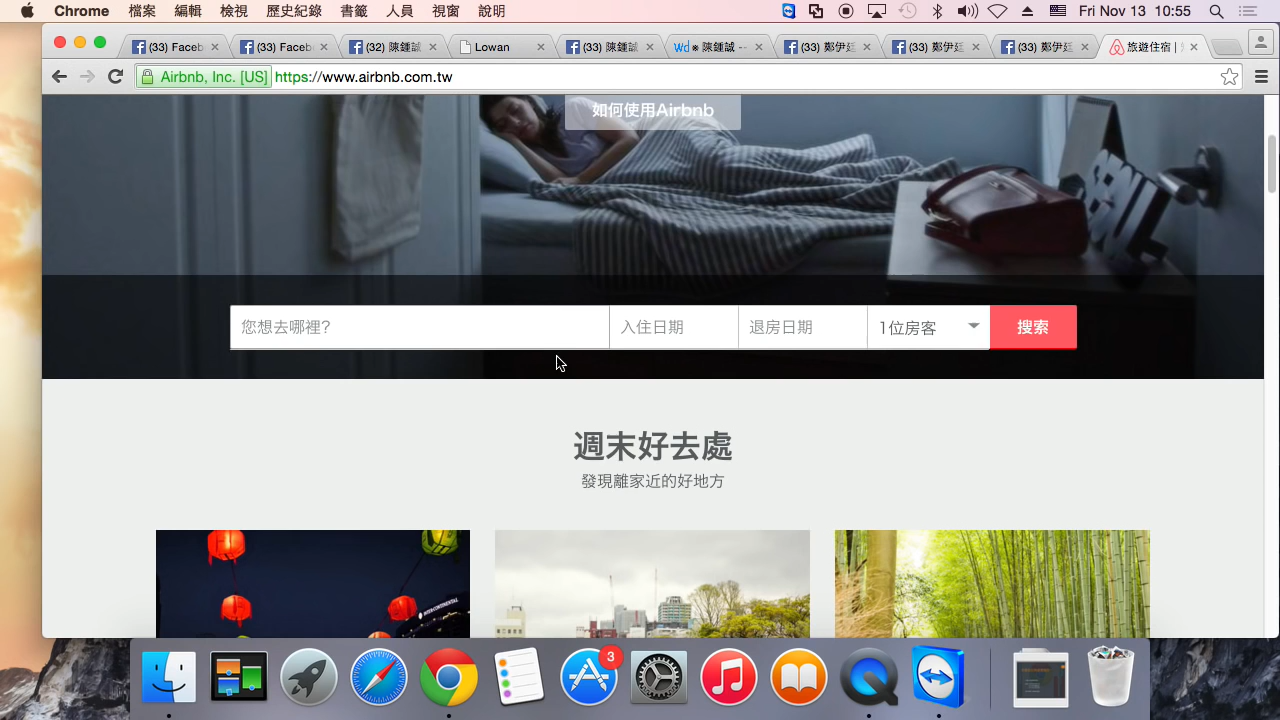 Chrome 檔案 編輯 檢視 歷史紀錄 書籤 人員 視窗 說明 Fri Nov 13 10:55
(33) Faceb (33) Faceb (32) 陳鍾誠 Lowan (33) 陳鍾誠 Wd ※ 陳鍾誠 -- (33) 鄭伊廷 (33) 鄭伊廷 (33) 鄭伊廷 旅遊住宿 |
Airbnb, Inc. [US] https://www.airbnb.com.tw
如何使用Airbnb
您想去哪裡? 入住日期 退房日期 1位房客 搜索
週末好去處
發現離家近的好地方
INTERCONTINENTAL
3